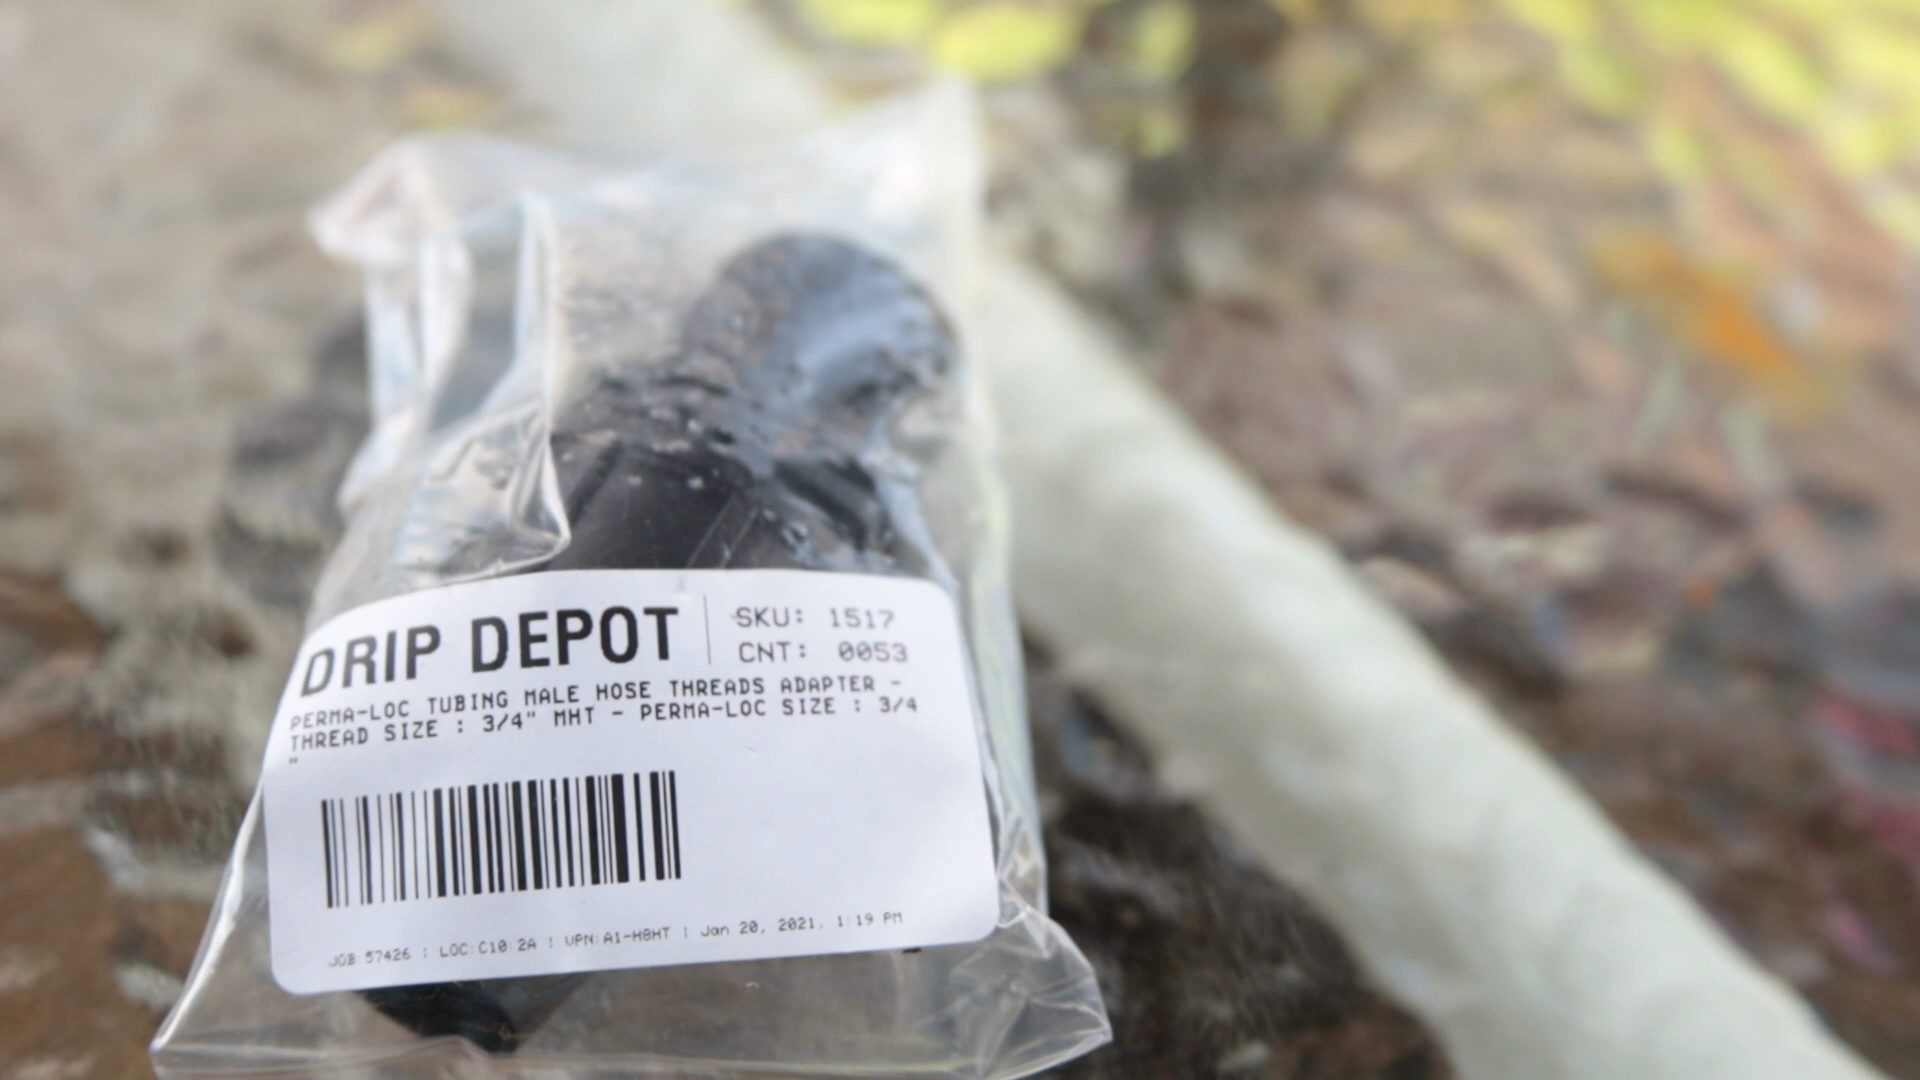 DRIP DEPOT
SKU: 1517
CNT: 0053
PERMA-LOC TUBING MALE HOSE THREADS ADAPTER -
THREAD SIZE : 3/4" MHT - PERMA-LOC SIZE : 3/4
"
JOB 57426 | LOC:C10:2A | VPN:A1-H8HT | Jan 20, 2021, 1:19 PM